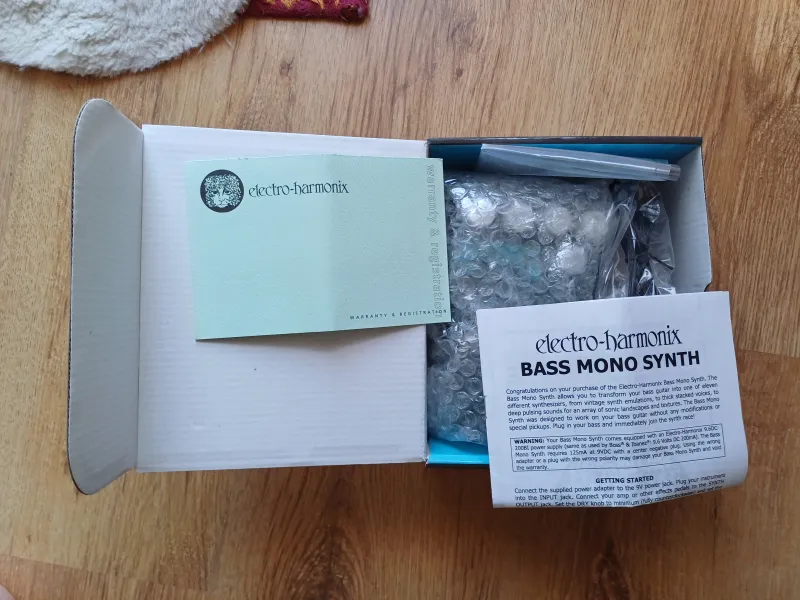 electro-harmonix
warranty & registration
WARRANTY & REGISTRATION
electro-harmonix
BASS MONO SYNTH
Congratulations on your purchase of the Electro-Harmonix Bass Mono Synth. The
Bass Mono Synth allows you to transform your bass guitar into one of eleven
different synthesizers, from vintage synth emulations, to thick stacked voices, to
deep pulsing sounds for an array of sonic landscapes and textures. The Bass Mono
Synth was designed to work on your bass guitar without any modifications or
special pickups. Plug in your bass and immediately join the synth race!
WARNING: Your Bass Mono Synth comes equipped with an Electro-Harmonix 9.6DC-
200BI power supply (same as used by Boss® & Ibanez®: 9.6 Volts DC 200mA). The Bass
Mono Synth requires 125mA at 9VDC with a center negative plug. Using the wrong
adapter or a plug with the wrong polarity may damage your Bass Mono Synth and void
the warranty.
GETTING STARTED
Connect the supplied power adapter to the 9V power jack. Plug your instrument
into the INPUT jack. Connect your amp or other effects pedals to the SYNTH
OUTPUT jack. Set the DRY knob to minimum (fully counterclockwise) and set the